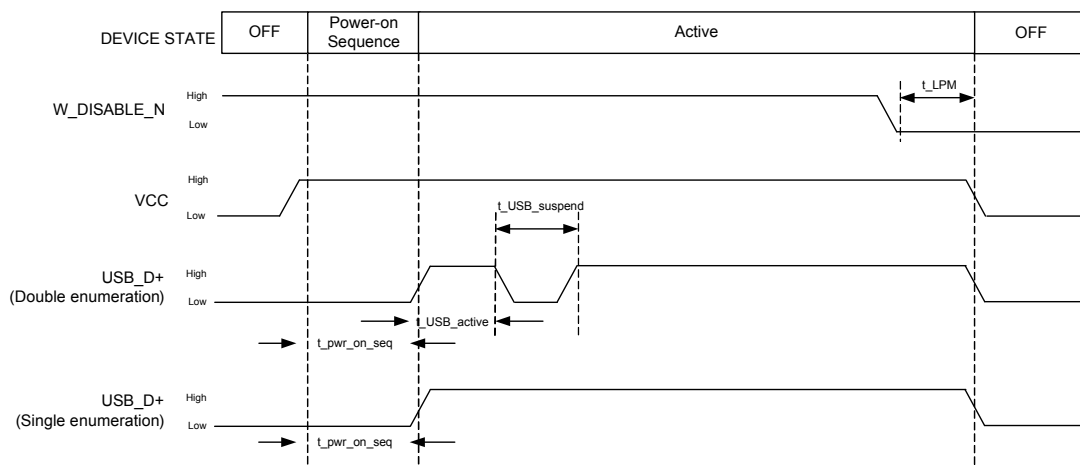 DEVICE STATE OFF Power-on Sequence Active OFF
W_DISABLE_N High Low t_LPM
VCC High Low
t_USB_suspend
USB_D+ (Double enumeration) High Low
t_USB_active
t_pwr_on_seq
USB_D+ (Single enumeration) High Low
t_pwr_on_seq